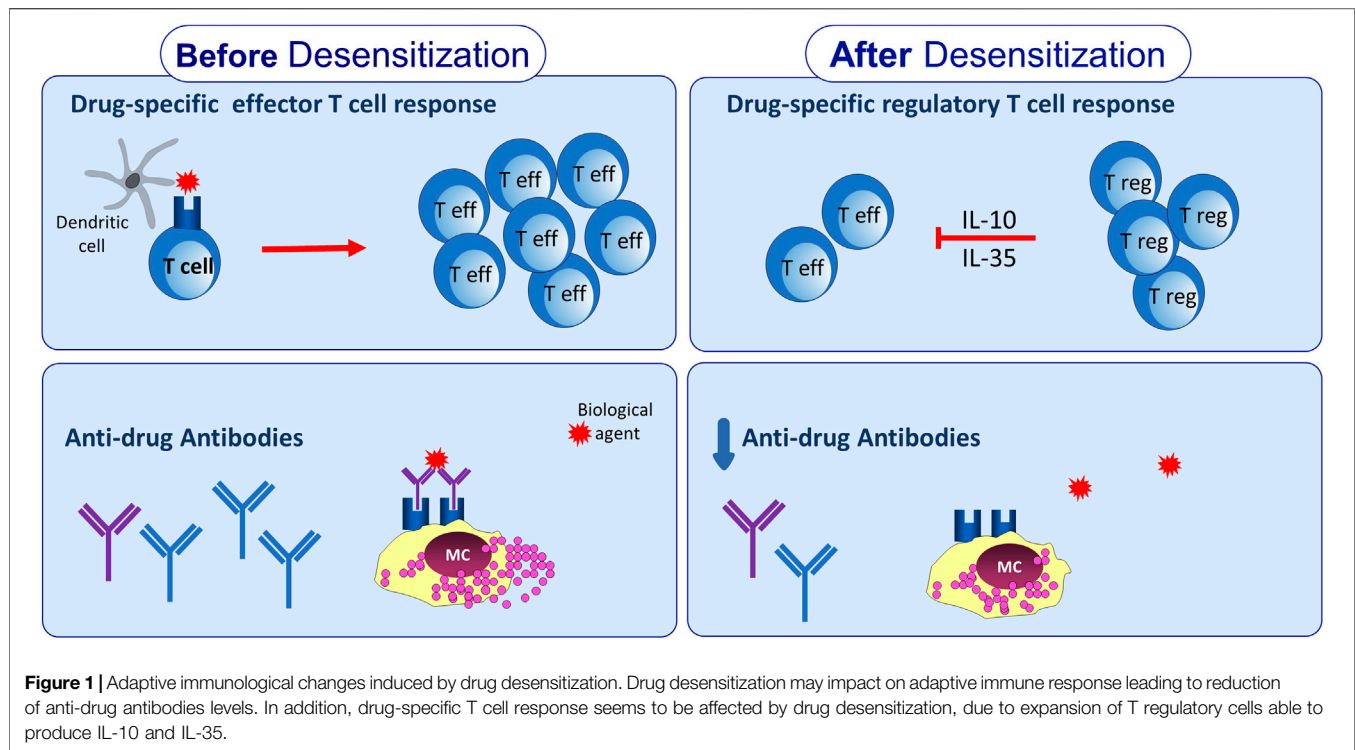 Before Desensitization
Drug-specific effector T cell response
Dendritic
cell
T cell
T eff
T eff
T eff
T eff
T eff
T eff
T eff
T eff
Anti-drug Antibodies
Biological
agent
MC
After Desensitization
Drug-specific regulatory T cell response
T eff
T eff
IL-10
IL-35
T reg
T reg
T reg
T reg
Anti-drug Antibodies
MC
Figure 1 | Adaptive immunological changes induced by drug desensitization. Drug desensitization may impact on adaptive immune response leading to reduction
of anti-drug antibodies levels. In addition, drug-specific T cell response seems to be affected by drug desensitization, due to expansion of T regulatory cells able to
produce IL-10 and IL-35.